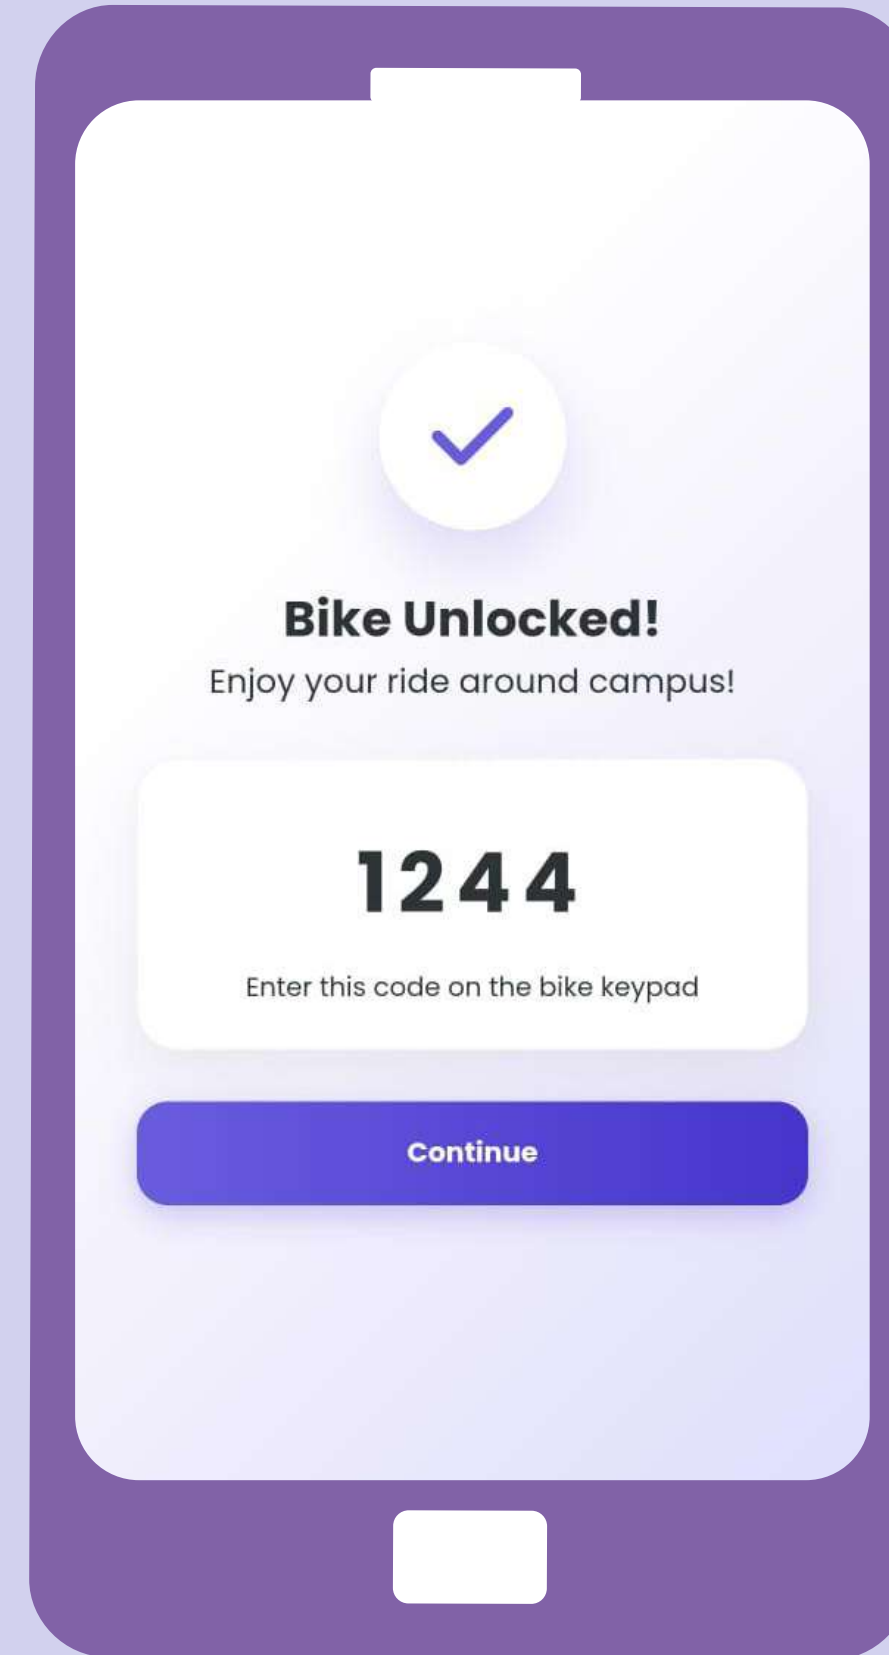 Bike Unlocked!
Enjoy your ride around campus!
1244
Enter this code on the bike keypad
Continue